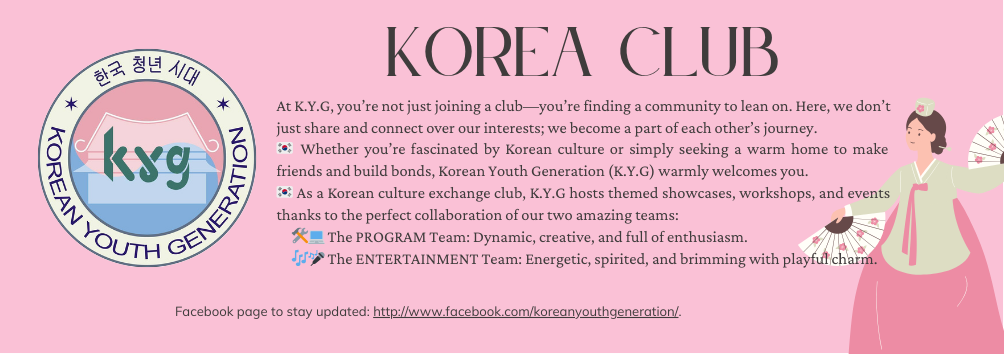 한국 청년 시대
kyg
KOREAN YOUTH GENERATION
KOREA CLUB
At K.Y.G, you’re not just joining a club—you’re finding a community to lean on. Here, we don’t
just share and connect over our interests; we become a part of each other’s journey.
🇰🇷 Whether you’re fascinated by Korean culture or simply seeking a warm home to make
friends and build bonds, Korean Youth Generation (K.Y.G) warmly welcomes you.
🇰🇷 As a Korean culture exchange club, K.Y.G hosts themed showcases, workshops, and events
thanks to the perfect collaboration of our two amazing teams:
🛠️💻 The PROGRAM Team: Dynamic, creative, and full of enthusiasm.
🎶🎤 The ENTERTAINMENT Team: Energetic, spirited, and brimming with playful charm.
Facebook page to stay updated: http://www.facebook.com/koreanyouthgeneration/.